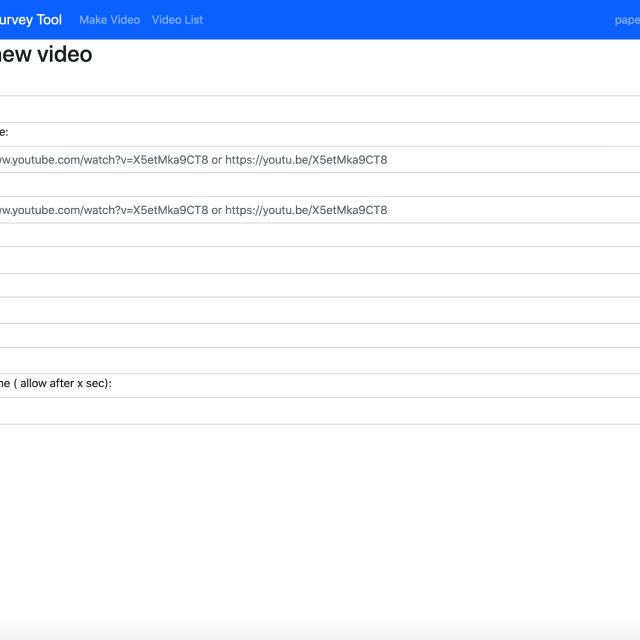 urvey Tool Make Video Video List pape
new video
e:
ww.youtube.com/watch?v=X5etMka9CT8 or https://youtu.be/X5etMka9CT8
ww.youtube.com/watch?v=X5etMka9CT8 or https://youtu.be/X5etMka9CT8
ne ( allow after x sec):